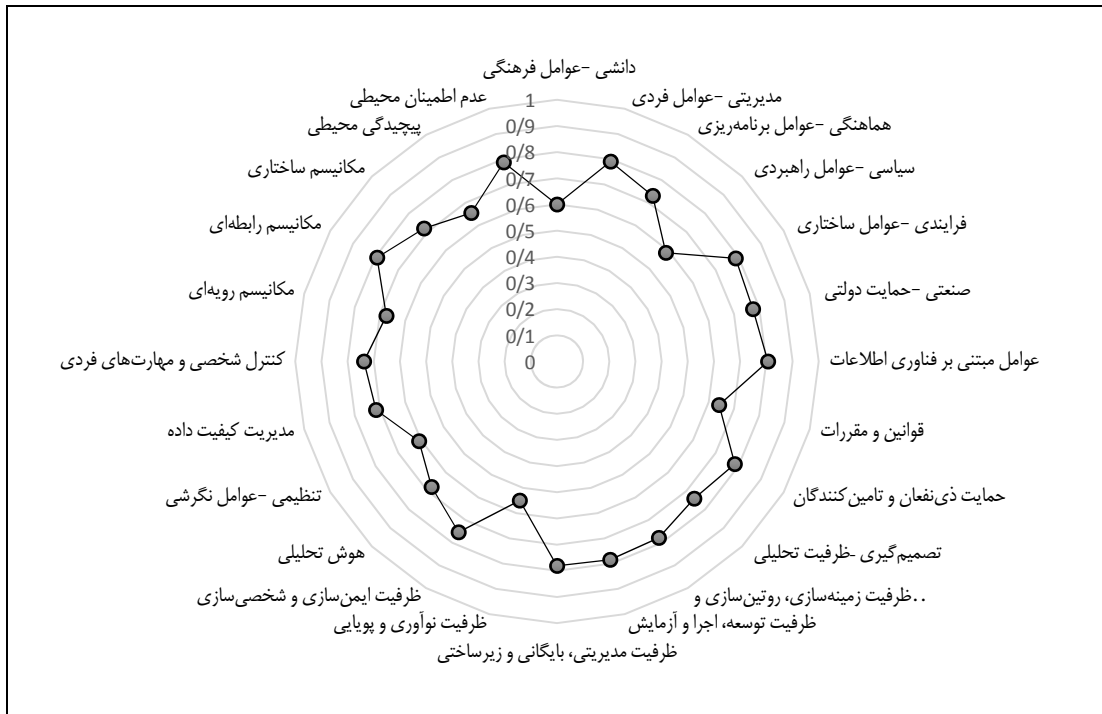 دانشی -عوامل فرهنگی
مدیریتی -عوامل فردی
هماهنگی -عوامل برنامه‌ریزی
سیاسی -عوامل راهبردی
فرایندی -عوامل ساختاری
صنعتی -حمایت دولتی
عوامل مبتنی بر فناوری اطلاعات
قوانین و مقررات
حمایت ذی‌نفعان و تامین‌کنندگان
تصمیم‌گیری -ظرفیت تحلیلی
..ظرفیت زمینه‌سازی، روتین‌سازی و
ظرفیت توسعه، اجرا و آزمایش
ظرفیت مدیریتی، بایگانی و زیرساختی
ظرفیت نوآوری و پویایی
ظرفیت ایمن‌سازی و شخصی‌سازی
هوش تحلیلی
تنظیمی -عوامل نگرشی
مدیریت کیفیت داده
کنترل شخصی و مهارت‌های فردی
مکانیسم رویه‌ای
مکانیسم رابطه‌ای
مکانیسم ساختاری
پیچیدگی محیطی
عدم اطمینان محیطی
1
0/9
0/8
0/7
0/6
0/5
0/4
0/3
0/2
0/1
0